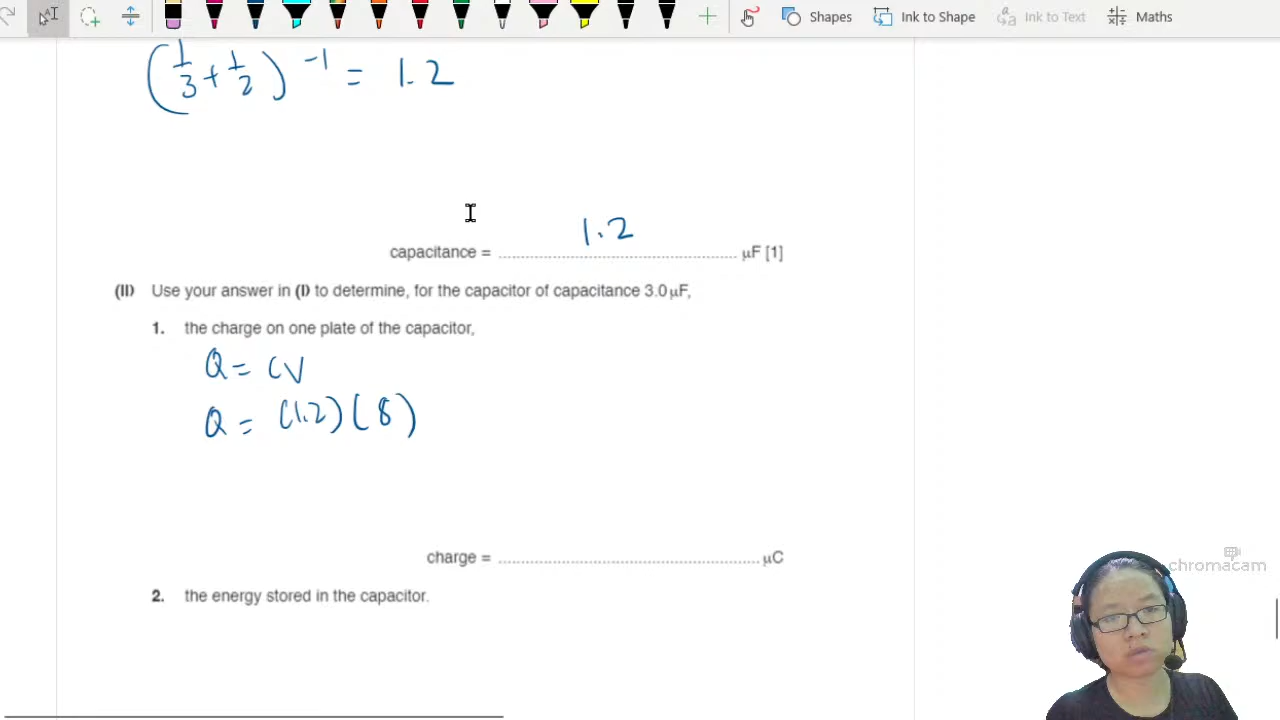 Shapes
Ink to Shape
Ink to Text
Maths
(1/3 + 1/2)⁻¹ = 1.2
1.2
capacitance = ........................ μF [1]
(II) Use your answer in (I) to determine, for the capacitor of capacitance 3.0 μF,
1. the charge on one plate of the capacitor,
Q = CV
Q = (1.2)(8)
charge = ........................ μC
2. the energy stored in the capacitor.
chromacam